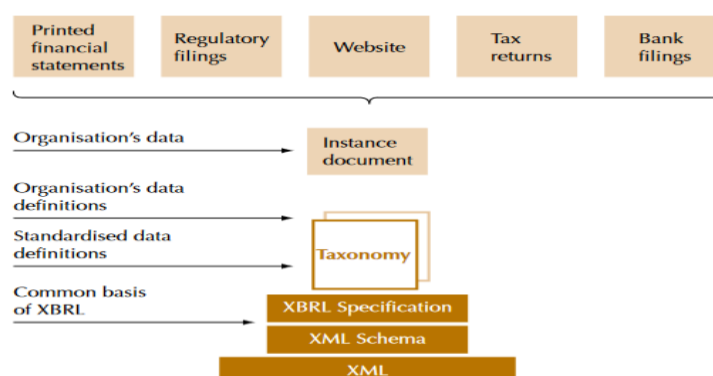 Printed
financial
statements
Regulatory
filings
Website
Tax
returns
Bank
filings
Organisation's data
Instance
document
Organisation's data
definitions
Standardised data
definitions
Taxonomy
Common basis
of XBRL
XBRL Specification
XML Schema
XML